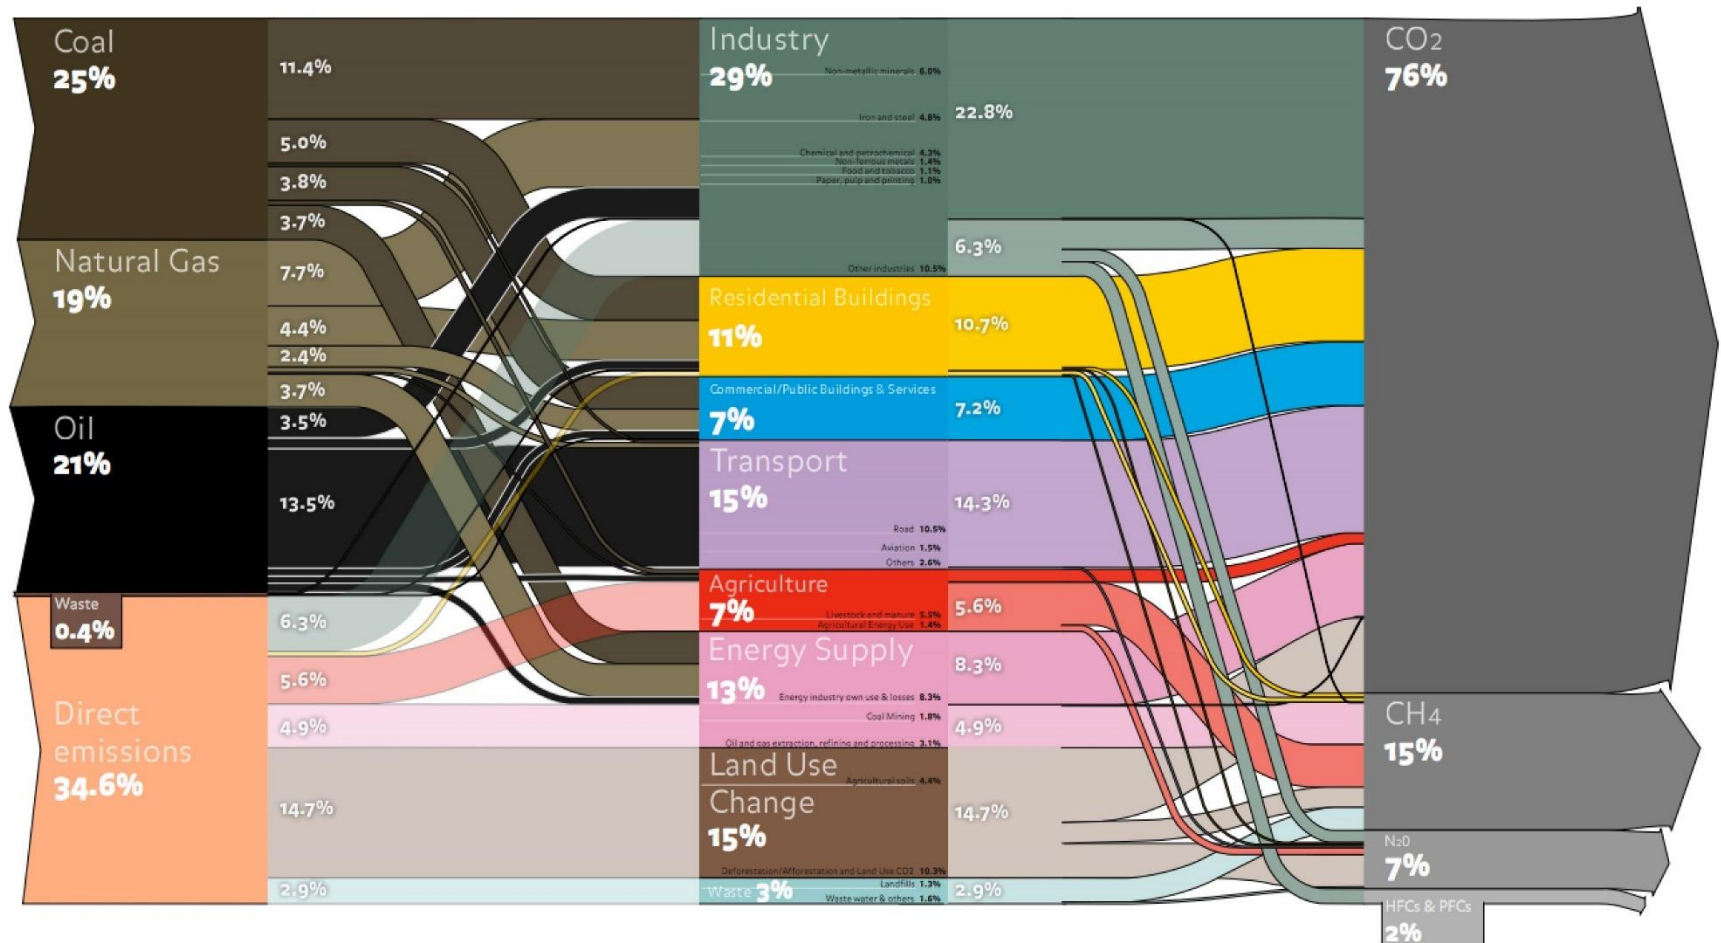 Coal
25%
Natural Gas
19%
Oil
21%
Waste
0.4%
Direct
emissions
34.6%
11.4%
5.0%
3.8%
3.7%
7.7%
4.4%
2.4%
3.7%
3.5%
13.5%
6.3%
5.6%
4.9%
14.7%
2.9%
Industry
29%
Non-metallic minerals 6.0%
Iron and steel 4.8%
Chemical and petrochemical 4.3%
Non-ferrous metals 1.4%
Food and tobacco 1.1%
Paper, pulp and printing 1.0%
Other industries 10.5%
Residential Buildings
11%
Commercial/Public Buildings & Services
7%
Transport
15%
Road 10.5%
Aviation 1.5%
Others 2.6%
Agriculture
7%
Livestock and manure 5.5%
Agricultural Energy Use 1.4%
Energy Supply
13%
Energy industry own use & losses 8.3%
Coal Mining 1.8%
Oil and gas extraction, refining and processing 3.1%
Land Use
Agricultural soils 4.4%
Change
15%
Deforestation/Afforestation and Land Use CO2 10.3%
Waste 3%
Landfills 1.3%
Waste water & others 1.6%
22.8%
6.3%
10.7%
7.2%
14.3%
5.6%
8.3%
4.9%
14.7%
2.9%
CO2
76%
CH4
15%
N20
7%
HFCs & PFCs
2%